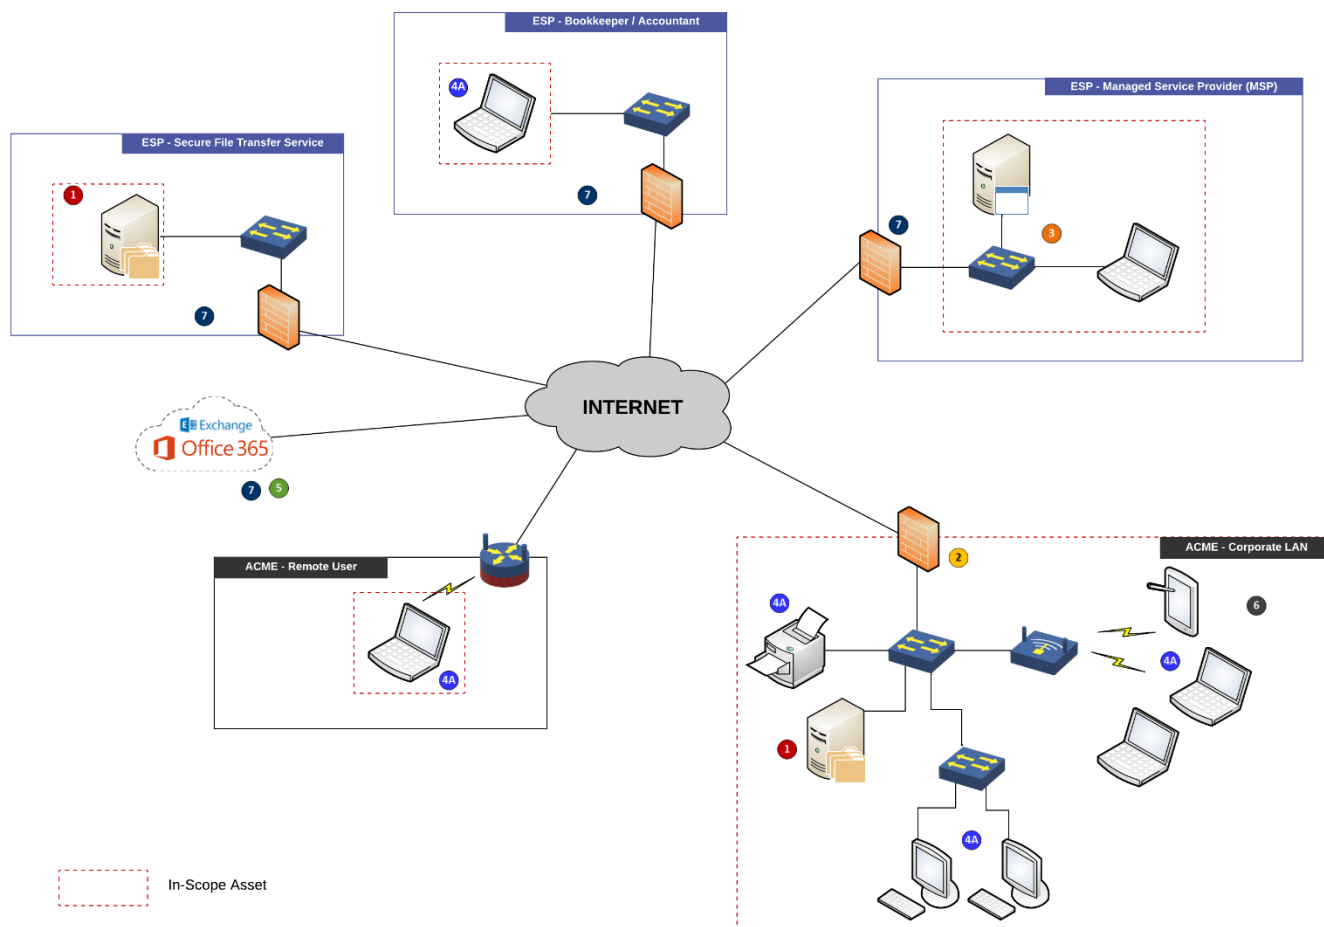 ESP - Bookkeeper / Accountant
4A
7
ESP - Managed Service Provider (MSP)
7
3
ESP - Secure File Transfer Service
1
7
INTERNET
E Exchange
Office 365
7 5
ACME - Remote User
4A
ACME - Corporate LAN
2
4A
6
4A
1
4A
In-Scope Asset